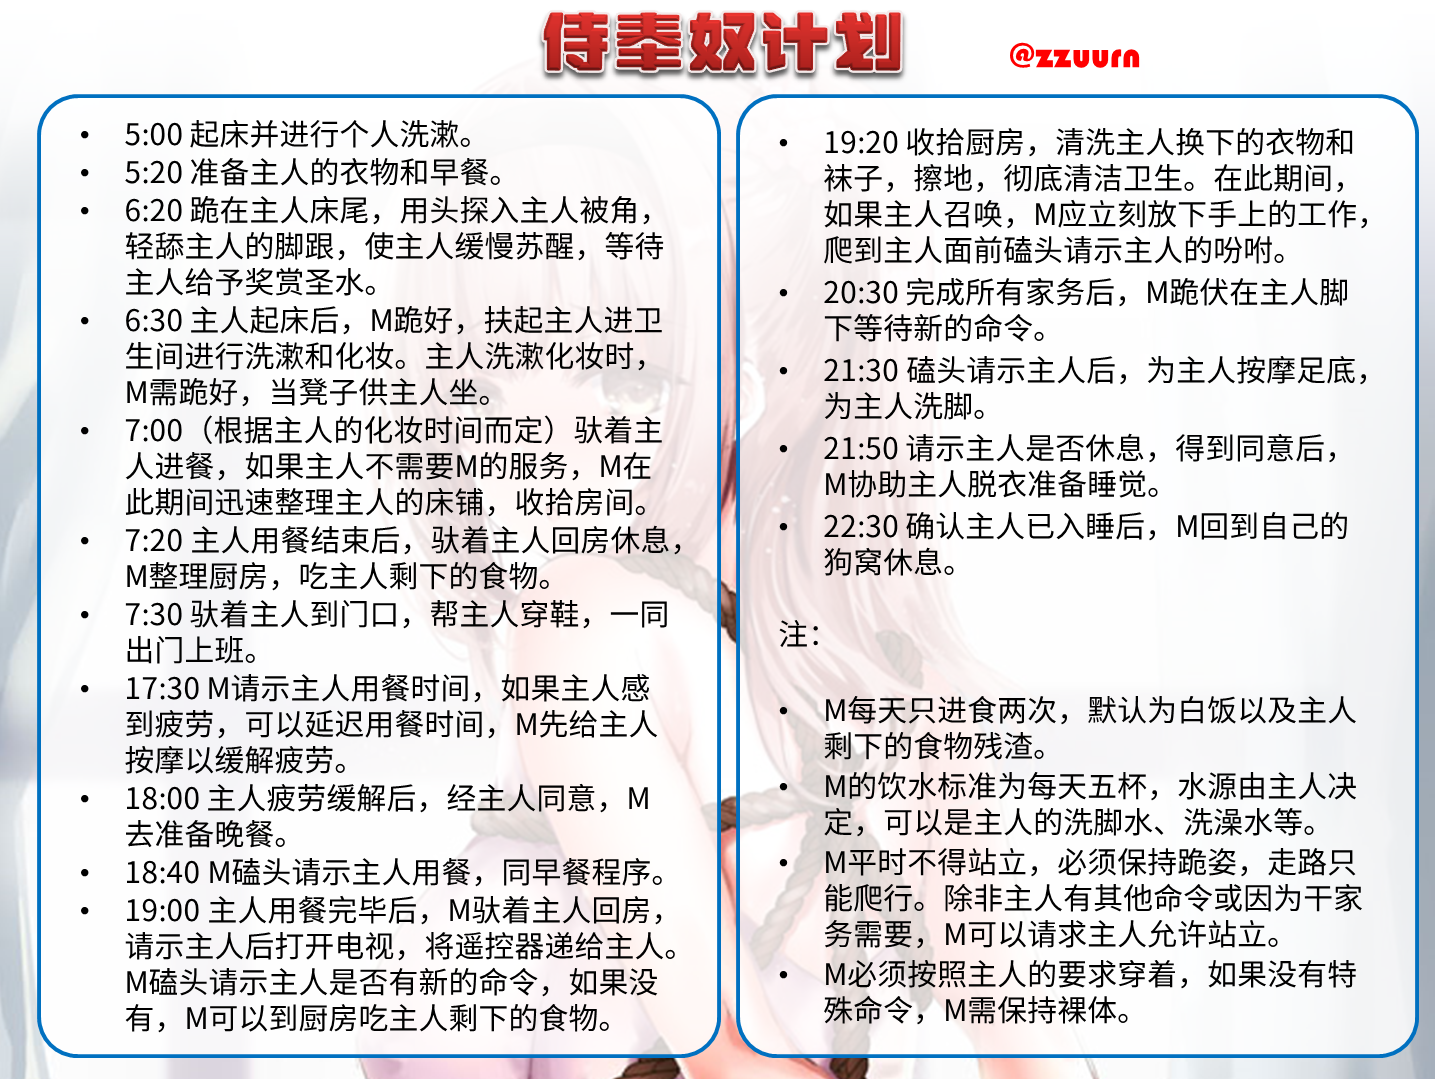 侍奉奴计划
@zzuurn
• 5:00 起床并进行个人洗漱。
• 5:20 准备主人的衣物和早餐。
• 6:20 跪在主人床尾，用头探入主人被角，
轻舔主人的脚跟，使主人缓慢苏醒，等待
主人给予奖赏圣水。
• 6:30 主人起床后，M跪好，扶起主人进卫
生间进行洗漱和化妆。主人洗漱化妆时，
M需跪好，当凳子供主人坐。
• 7:00（根据主人的化妆时间而定）驮着主
人进餐，如果主人不需要M的服务，M在
此期间迅速整理主人的床铺，收拾房间。
• 7:20 主人用餐结束后，驮着主人回房休息，
M整理厨房，吃主人剩下的食物。
• 7:30 驮着主人到门口，帮主人穿鞋，一同
出门上班。
• 17:30 M请示主人用餐时间，如果主人感
到疲劳，可以延迟用餐时间，M先给主人
按摩以缓解疲劳。
• 18:00 主人疲劳缓解后，经主人同意，M
去准备晚餐。
• 18:40 M磕头请示主人用餐，同早餐程序。
• 19:00 主人用餐完毕后，M驮着主人回房，
请示主人后打开电视，将遥控器递给主人。
M磕头请示主人是否有新的命令，如果没
有，M可以到厨房吃主人剩下的食物。
• 19:20 收拾厨房，清洗主人换下的衣物和
袜子，擦地，彻底清洁卫生。在此期间，
如果主人召唤，M应立刻放下手上的工作，
爬到主人面前磕头请示主人的吩咐。
• 20:30 完成所有家务后，M跪伏在主人脚
下等待新的命令。
• 21:30 磕头请示主人后，为主人按摩足底，
为主人洗脚。
• 21:50 请示主人是否休息，得到同意后，
M协助主人脱衣准备睡觉。
• 22:30 确认主人已入睡后，M回到自己的
狗窝休息。
注：
• M每天只进食两次，默认为白饭以及主人
剩下的食物残渣。
• M的饮水标准为每天五杯，水源由主人决
定，可以是主人的洗脚水、洗澡水等。
• M平时不得站立，必须保持跪姿，走路只
能爬行。除非主人有其他命令或因为干家
务需要，M可以请求主人允许站立。
• M必须按照主人的要求穿着，如果没有特
殊命令，M需保持裸体。